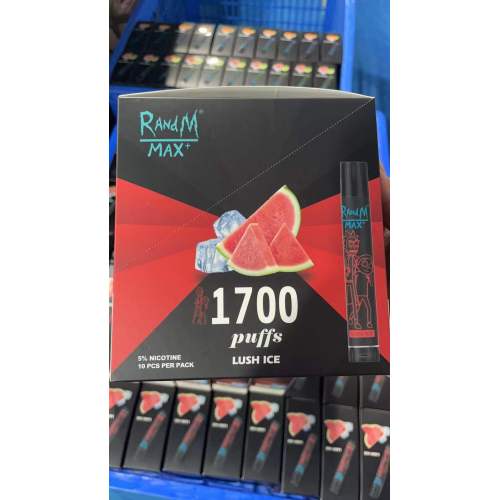 RANDM®
MAX+
RANDM
MAX+
1700
puffs
LUSH ICE
5% NICOTINE
10 PCS PER PACK